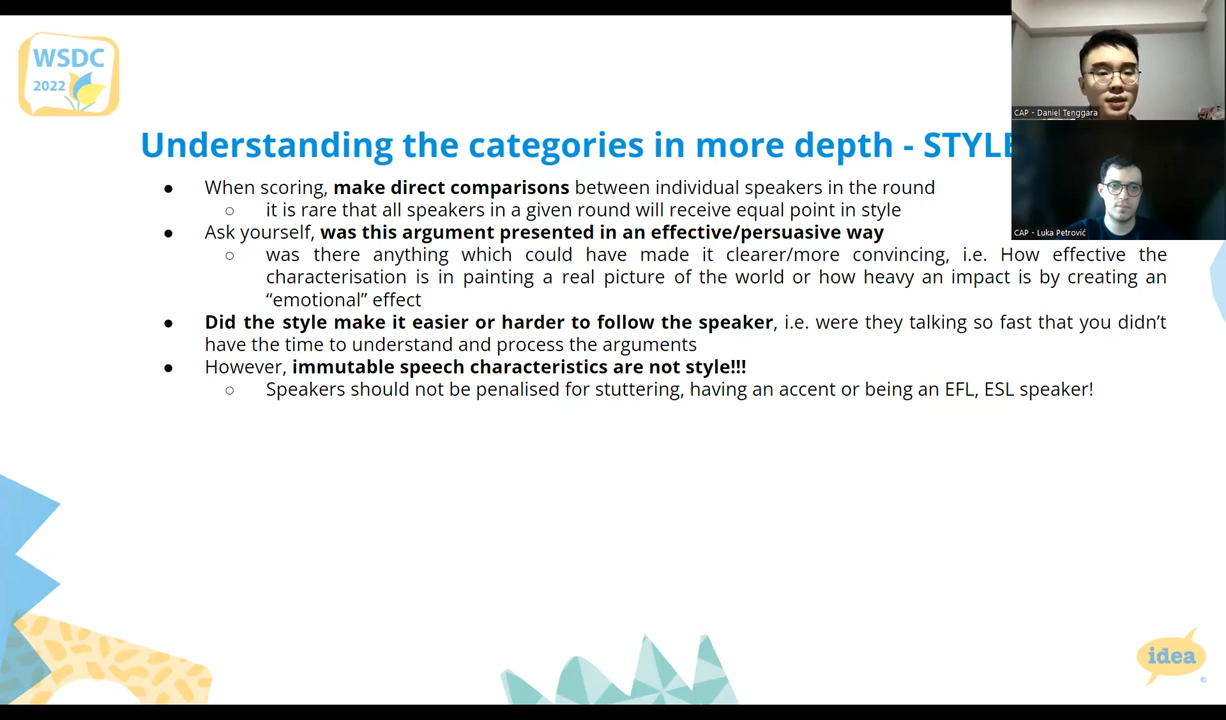 WSDC
2022
CAP - Daniel Tenggara
Understanding the categories in more depth - STYLE
● When scoring, make direct comparisons between individual speakers in the round
○ it is rare that all speakers in a given round will receive equal point in style
● Ask yourself, was this argument presented in an effective/persuasive way
CAP - Luka Petrović
○ was there anything which could have made it clearer/more convincing, i.e. How effective the
characterisation is in painting a real picture of the world or how heavy an impact is by creating an
“emotional” effect
● Did the style make it easier or harder to follow the speaker, i.e. were they talking so fast that you didn’t
have the time to understand and process the arguments
● However, immutable speech characteristics are not style!!!
○ Speakers should not be penalised for stuttering, having an accent or being an EFL, ESL speaker!
idea
®